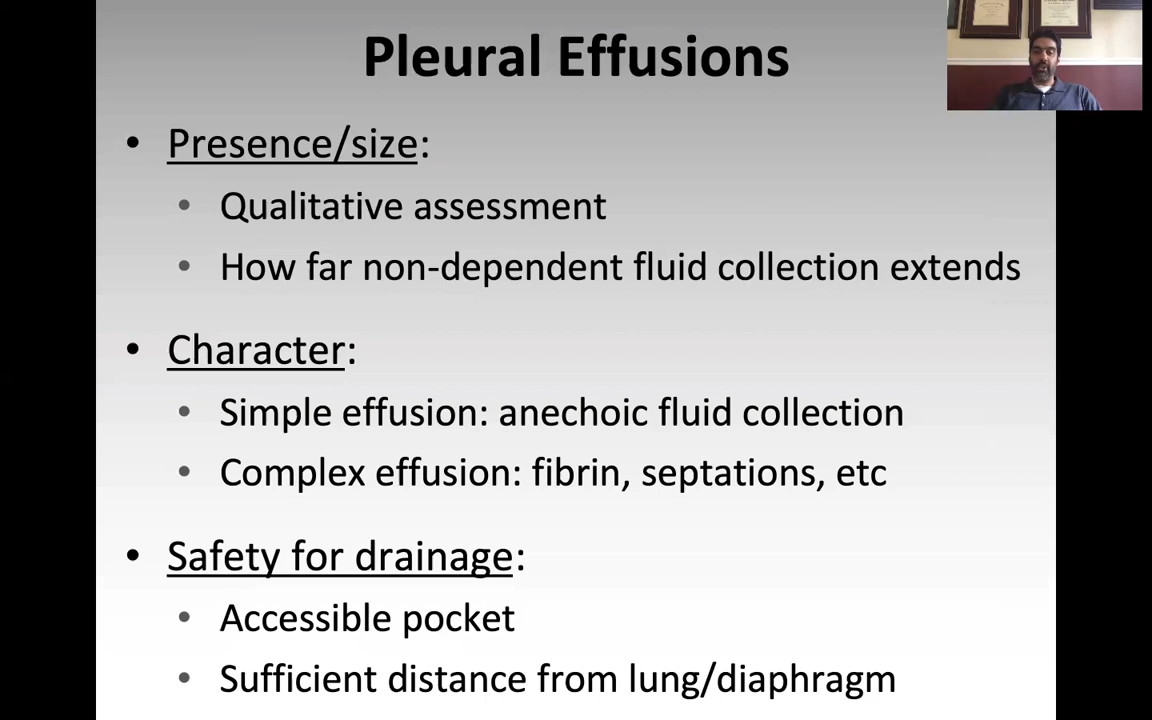 Pleural Effusions
• Presence/size:
• Qualitative assessment
• How far non-dependent fluid collection extends
• Character:
• Simple effusion: anechoic fluid collection
• Complex effusion: fibrin, septations, etc
• Safety for drainage:
• Accessible pocket
• Sufficient distance from lung/diaphragm